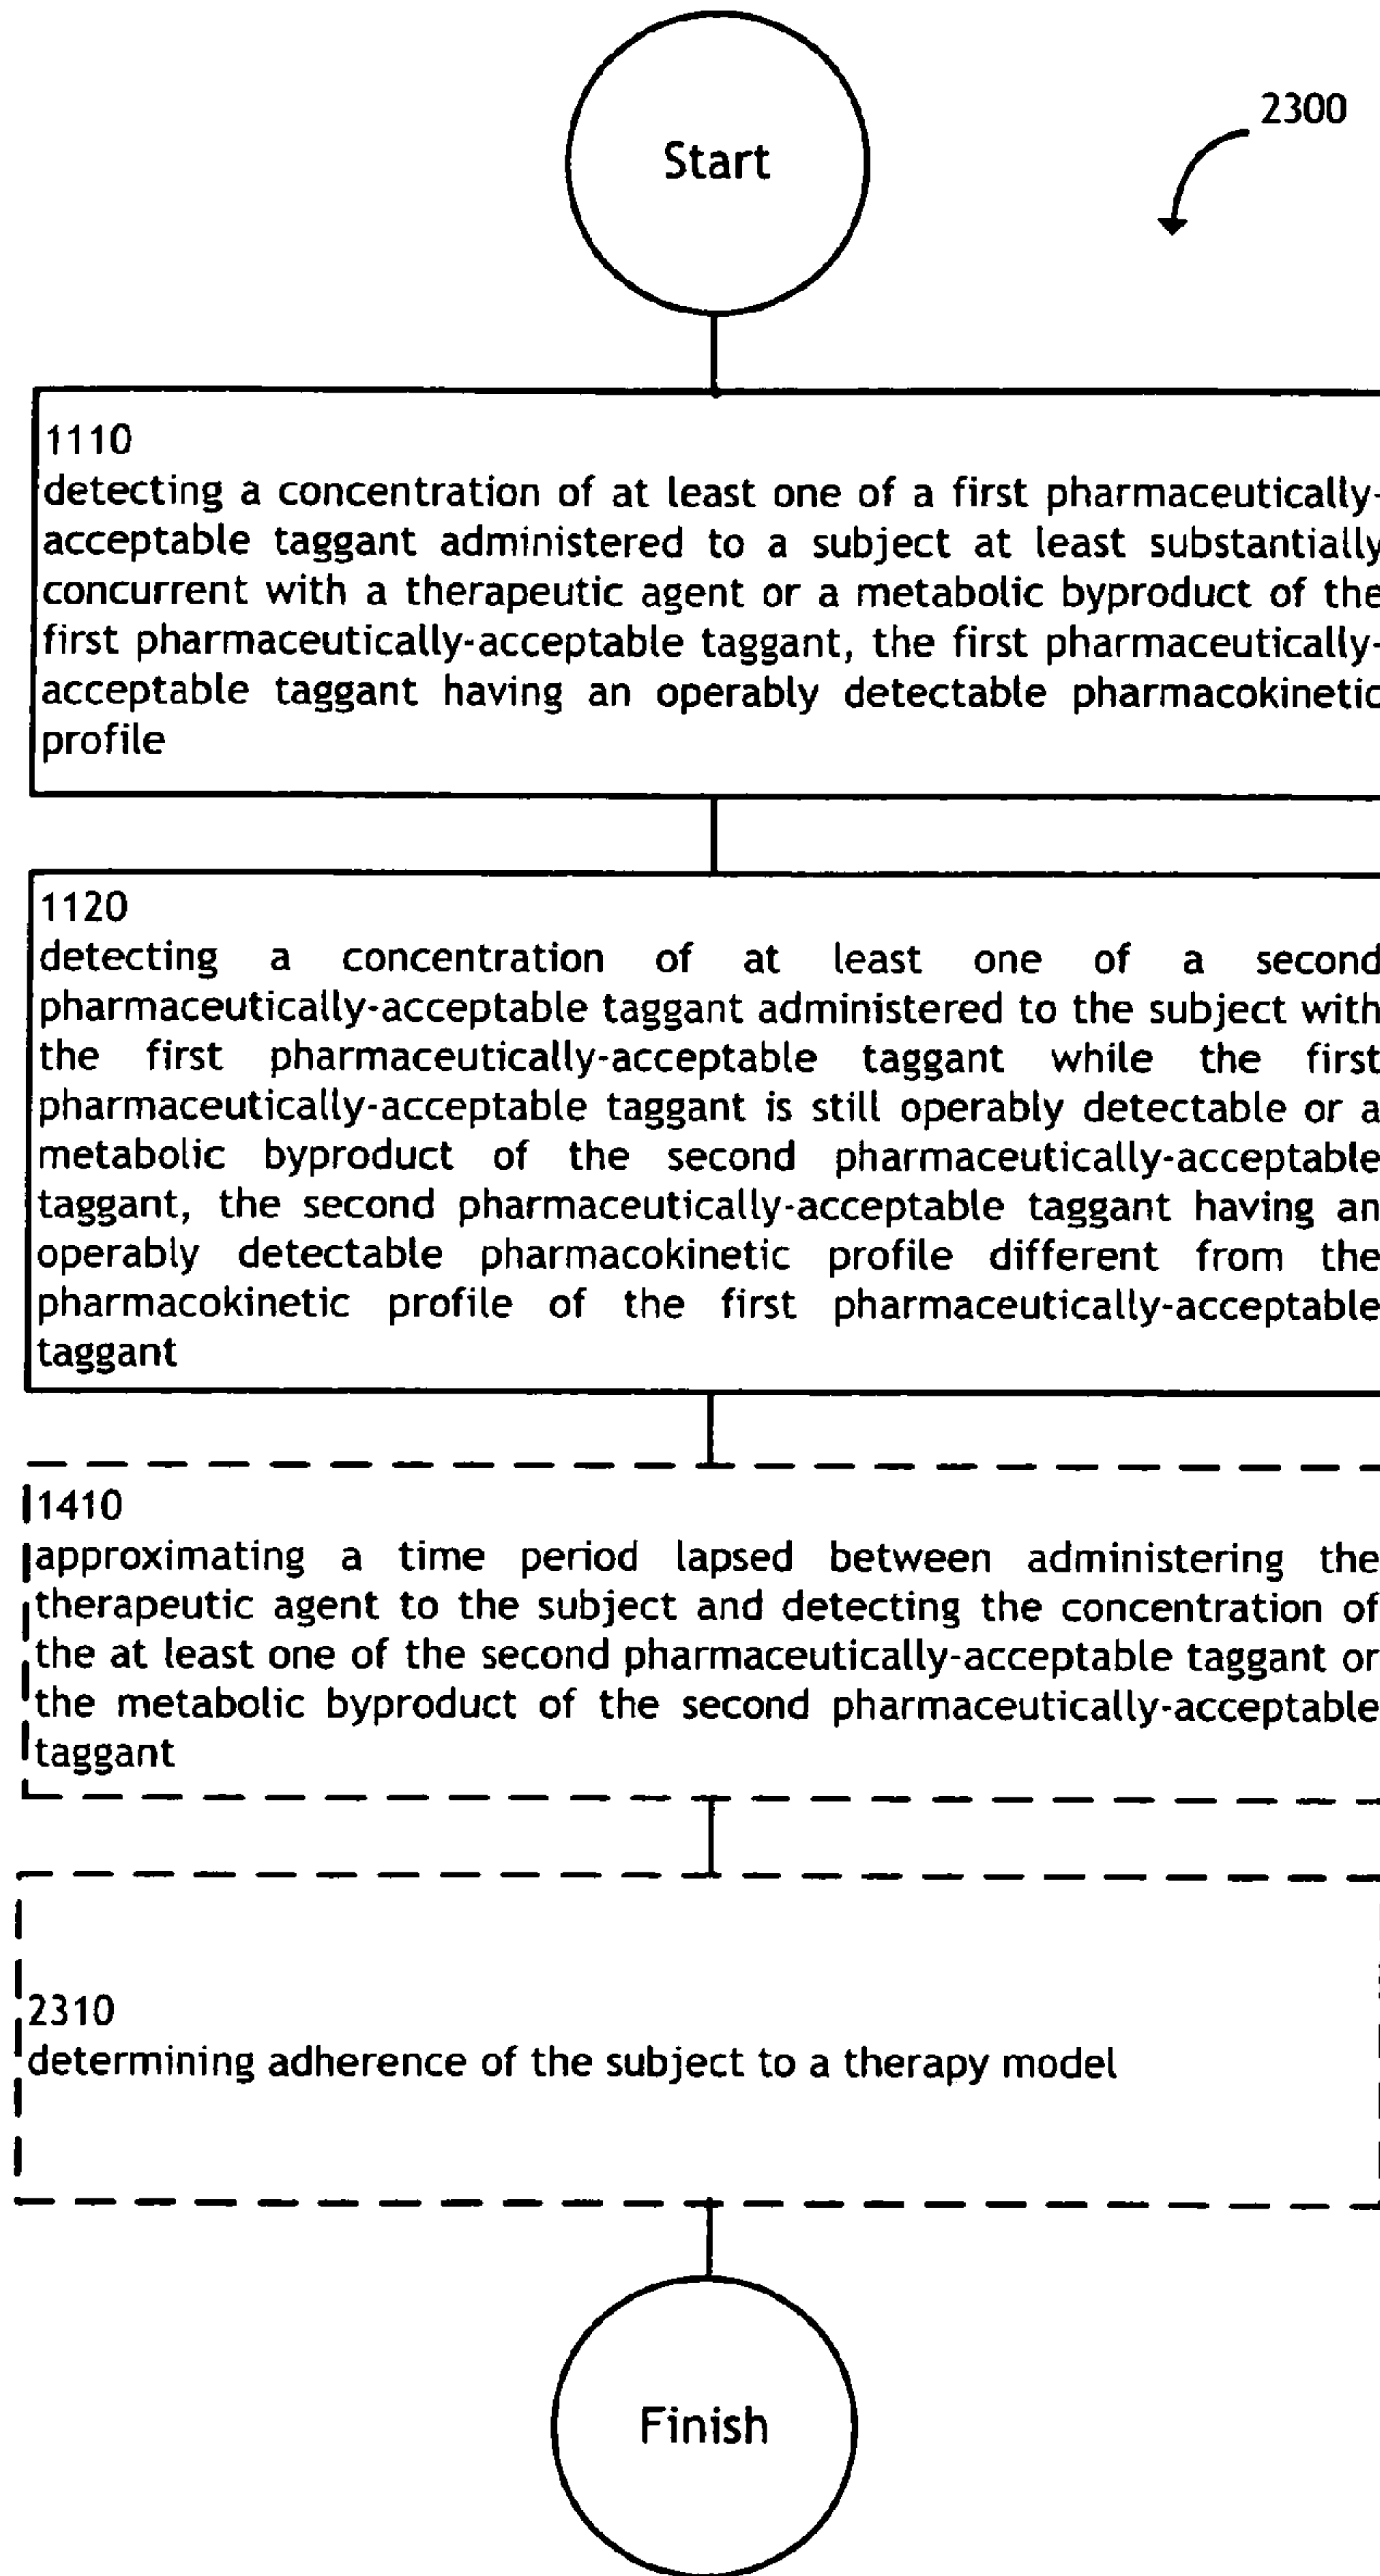 Start
2300
1110
detecting a concentration of at least one of a first pharmaceutically-
acceptable taggant administered to a subject at least substantially
concurrent with a therapeutic agent or a metabolic byproduct of the
first pharmaceutically-acceptable taggant, the first pharmaceutically-
acceptable taggant having an operably detectable pharmacokinetic
profile
1120
detecting a concentration of at least one of a second
pharmaceutically-acceptable taggant administered to the subject with
the first pharmaceutically-acceptable taggant while the first
pharmaceutically-acceptable taggant is still operably detectable or a
metabolic byproduct of the second pharmaceutically-acceptable
taggant, the second pharmaceutically-acceptable taggant having an
operably detectable pharmacokinetic profile different from the
pharmacokinetic profile of the first pharmaceutically-acceptable
taggant
1410
approximating a time period lapsed between administering the
therapeutic agent to the subject and detecting the concentration of
the at least one of the second pharmaceutically-acceptable taggant or
the metabolic byproduct of the second pharmaceutically-acceptable
taggant
2310
determining adherence of the subject to a therapy model
Finish